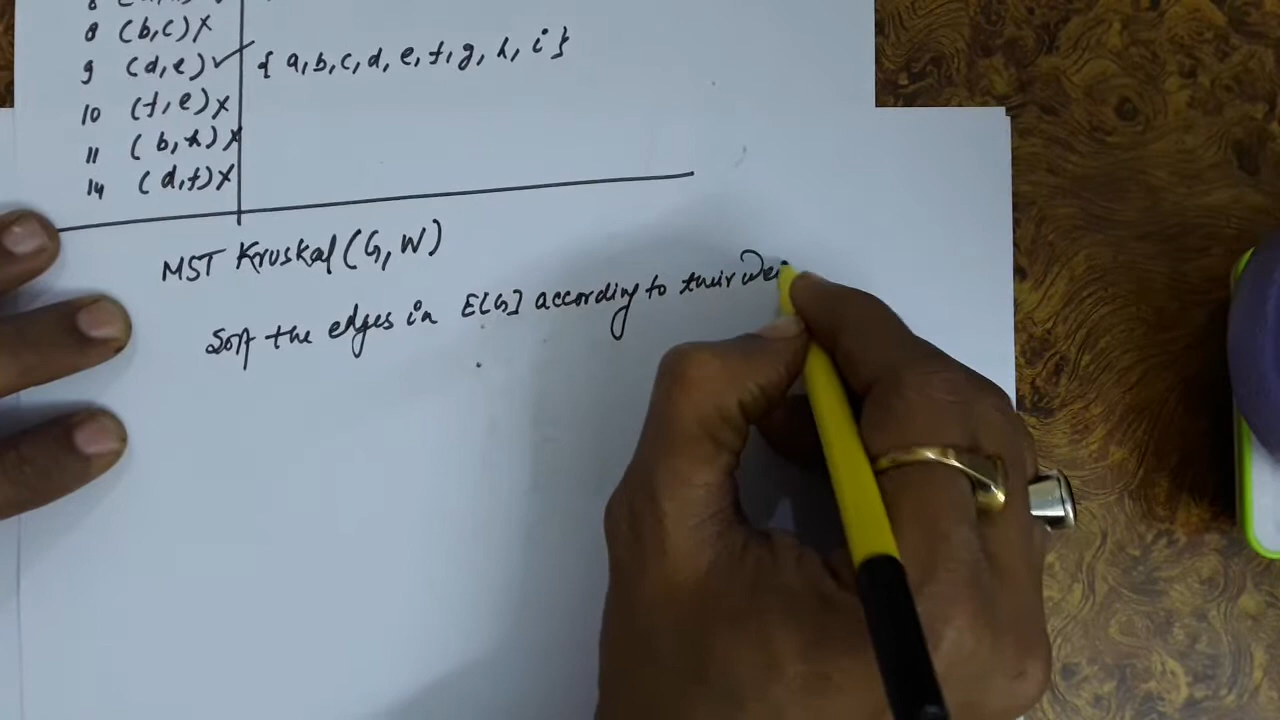 8 (b,c) x
9 (d,e) ✓ { a, b, c, d, e, f, g, h, i }
10 (f,e) x
11 (b,h) x
14 (d,f) x
MST Kruskal (G, W)
Sort the edges in E[G] according to their